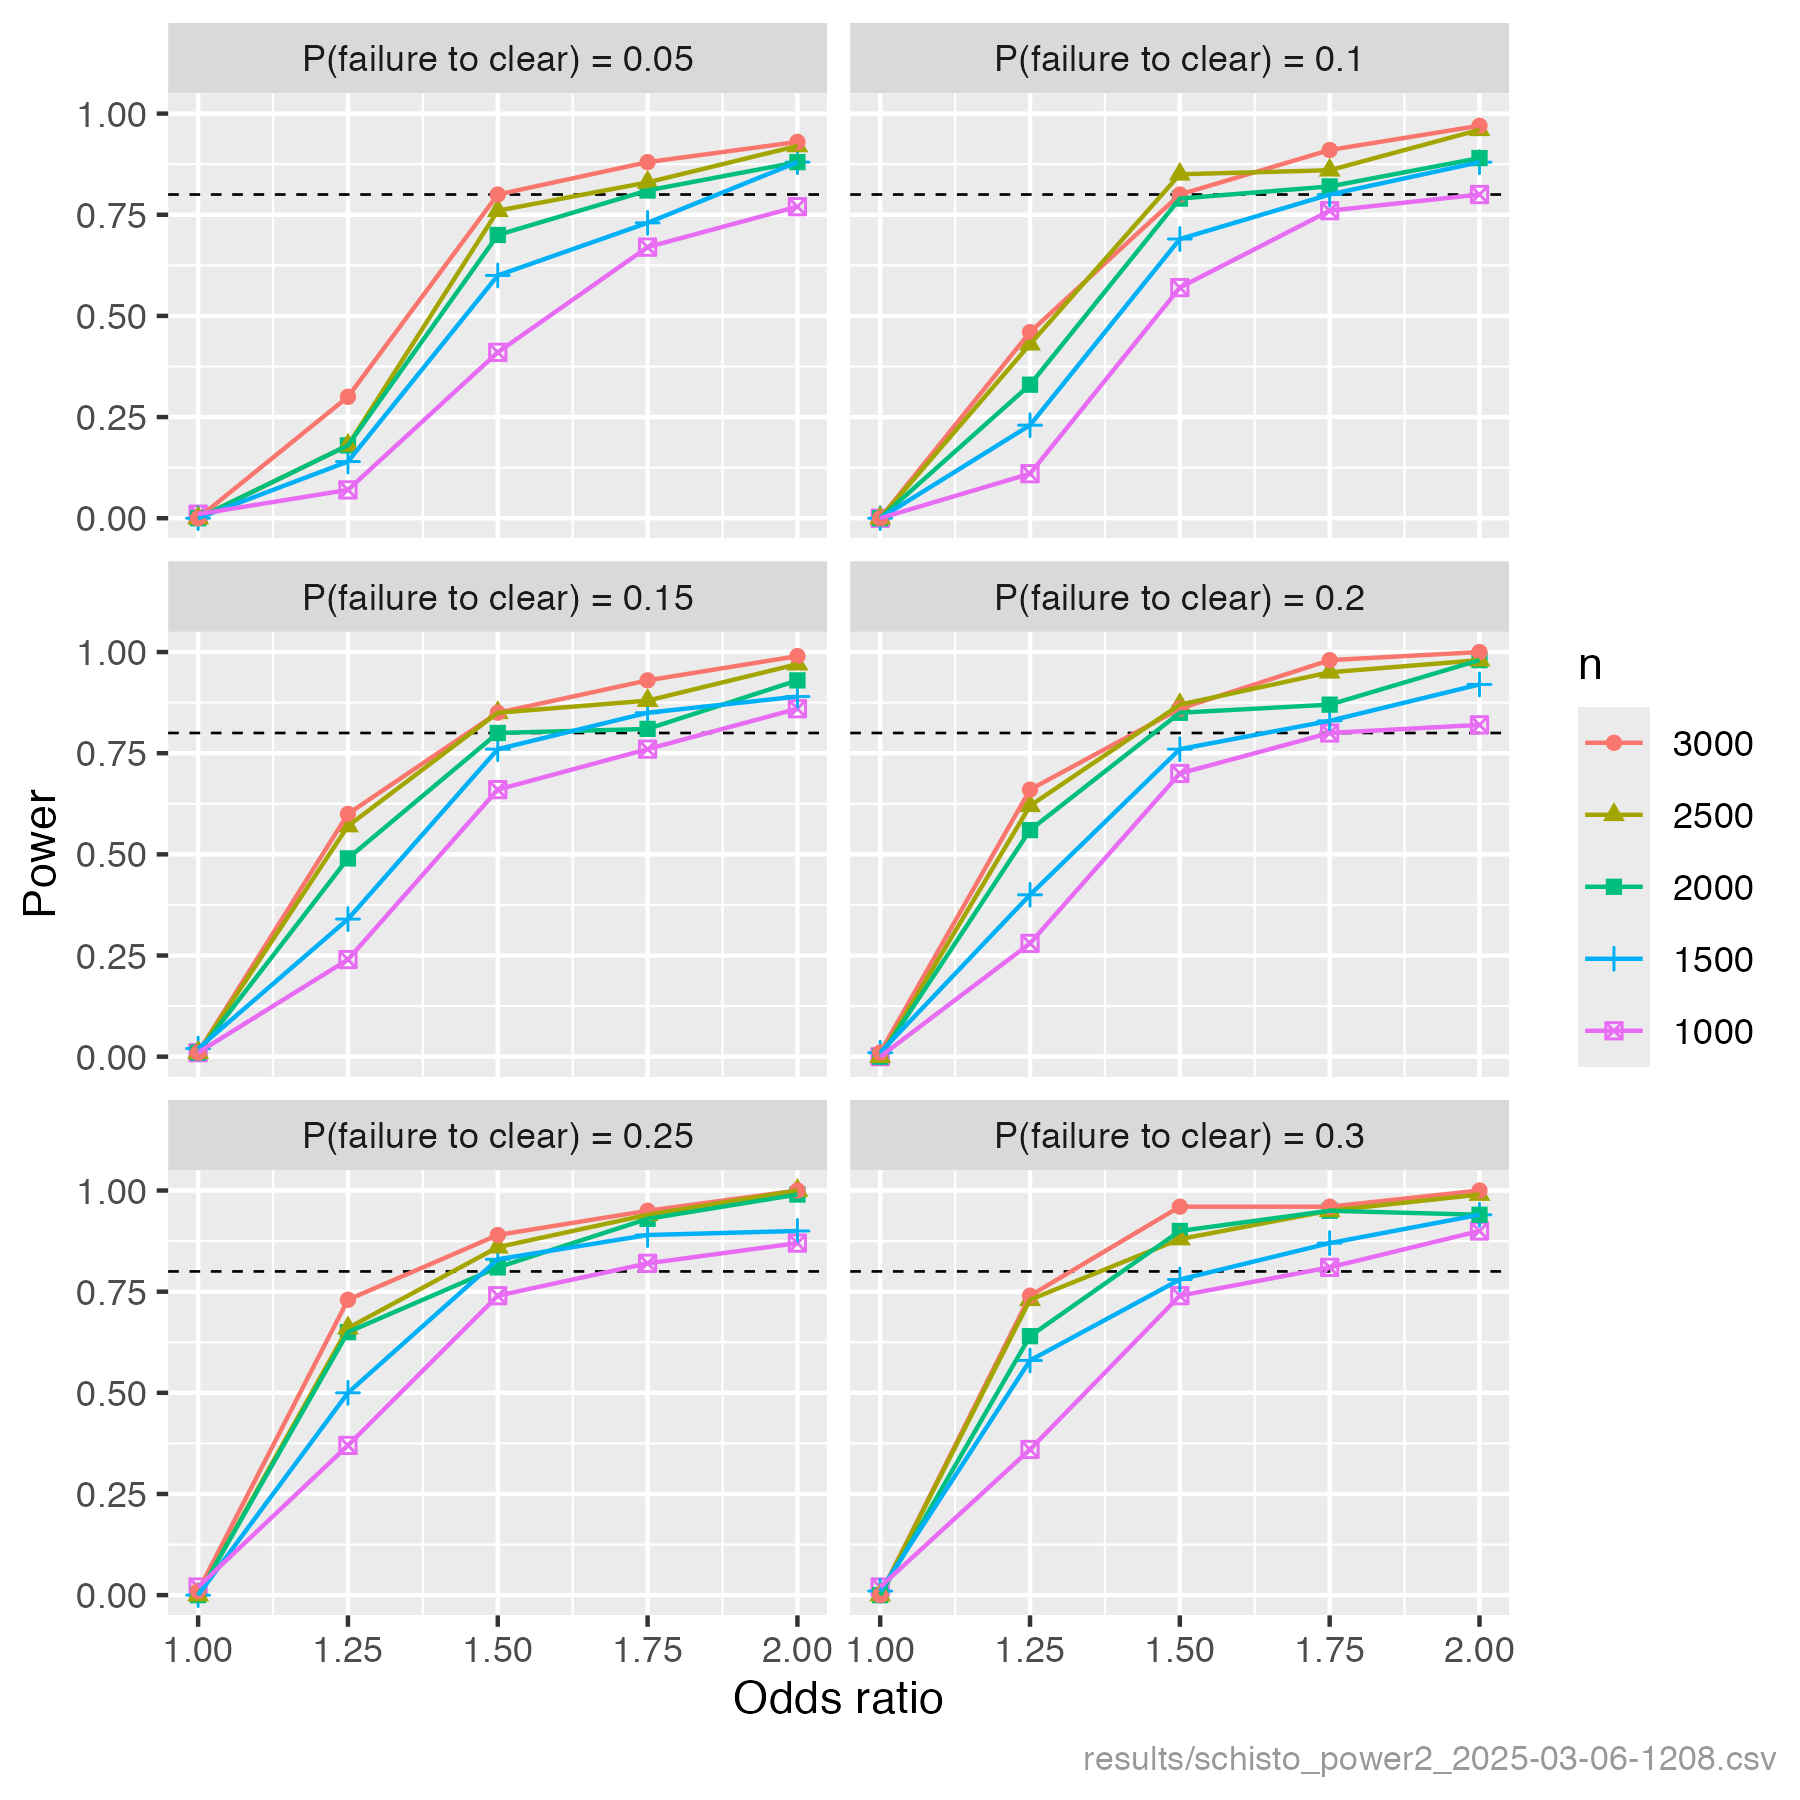 P(failure to clear) = 0.05
P(failure to clear) = 0.1
1.00
0.75
0.50
0.25
0.00
P(failure to clear) = 0.15
P(failure to clear) = 0.2
1.00
0.75
0.50
0.25
0.00
P(failure to clear) = 0.25
P(failure to clear) = 0.3
1.00
0.75
0.50
0.25
0.00
1.00 1.25 1.50 1.75 2.00
1.00 1.25 1.50 1.75 2.00
Power
Odds ratio
n
3000
2500
2000
1500
1000
results/schisto_power2_2025-03-06-1208.csv